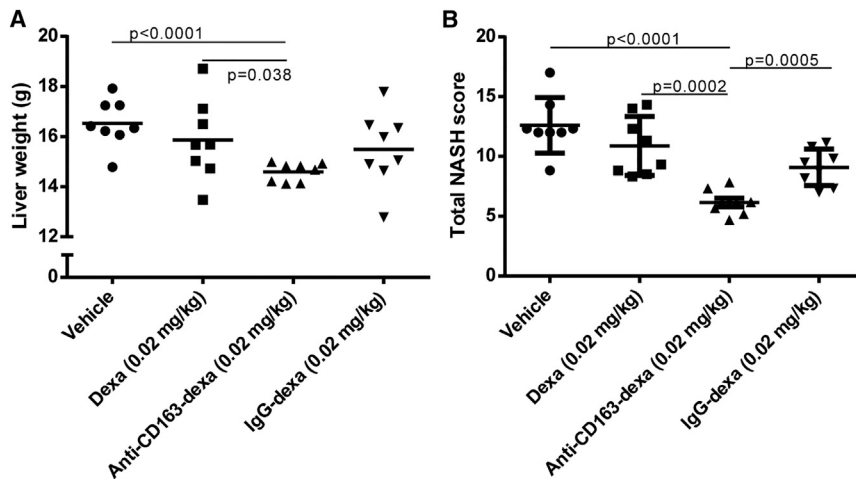 A
Liver weight (g)
20
18
16
14
12
0
p<0.0001
p=0.038
Vehicle
Dexa (0.02 mg/kg)
Anti-CD163-dexa (0.02 mg/kg)
IgG-dexa (0.02 mg/kg)
B
Total NASH score
20
15
10
5
0
p<0.0001
p=0.0005
p=0.0002
Vehicle
Dexa (0.02 mg/kg)
Anti-CD163-dexa (0.02 mg/kg)
IgG-dexa (0.02 mg/kg)